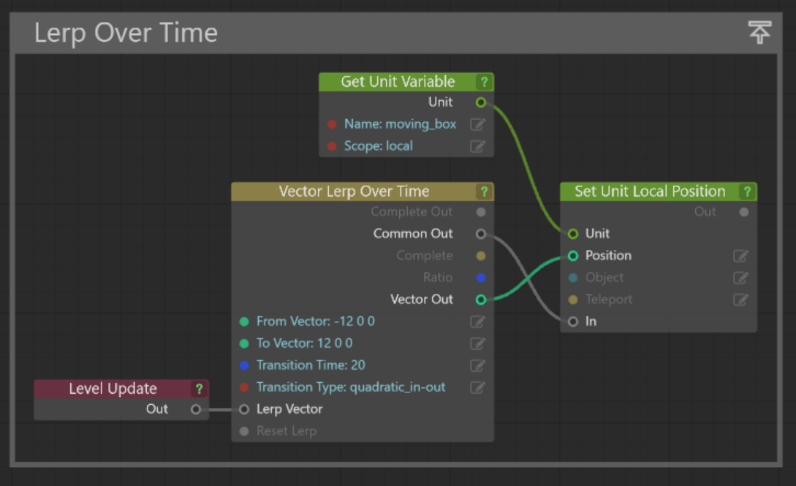 Lerp Over Time
Get Unit Variable ?
Unit
Name: moving_box
Scope: local
Vector Lerp Over Time ?
Complete Out
Common Out
Complete
Ratio
Vector Out
From Vector: -12 0 0
To Vector: 12 0 0
Transition Time: 20
Transition Type: quadratic_in-out
Lerp Vector
Reset Lerp
Set Unit Local Position ?
Out
Unit
Position
Object
Teleport
In
Level Update ?
Out